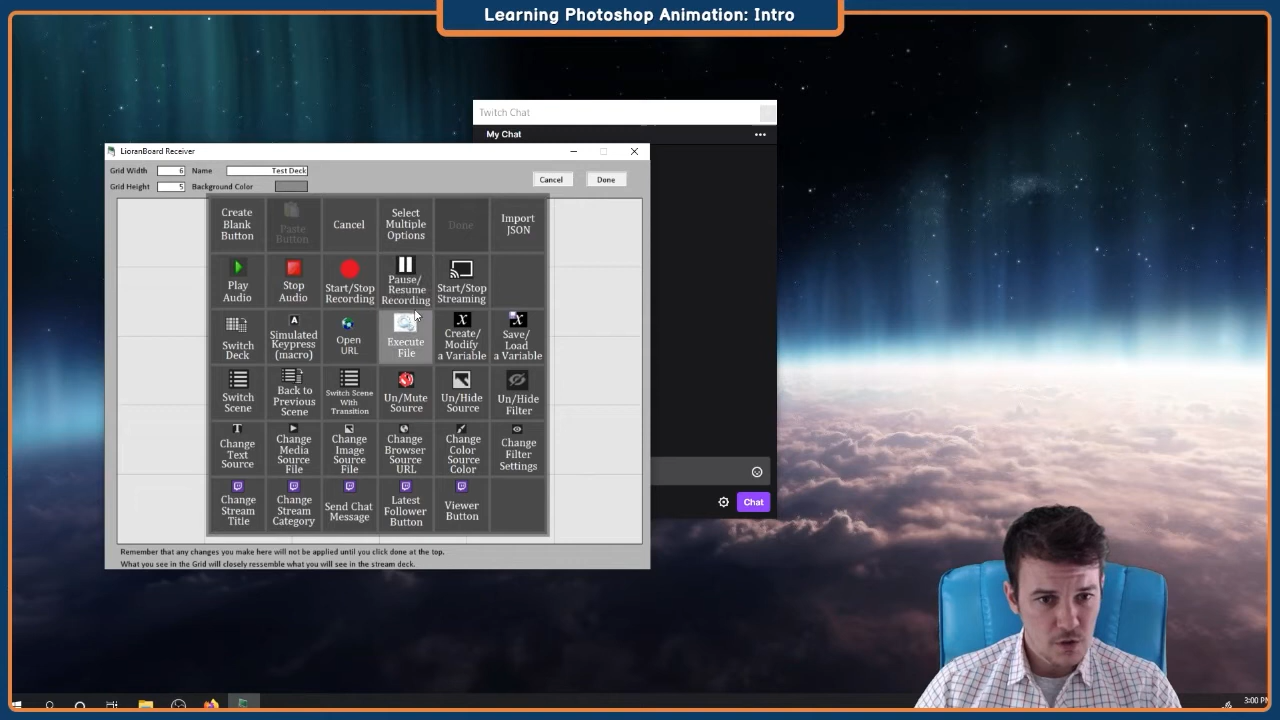 Learning Photoshop Animation: Intro
Twitch Chat
My Chat
LioranBoard Receiver
Grid Width 6 Name Test Deck
Grid Height 5 Background Color
Cancel Done
Create
Blank
Button
Paste
Button
Cancel
Select
Multiple
Options
Done
Import
JSON
Play
Audio
Stop
Audio
Start/Stop
Recording
Pause/
Resume
Recording
Start/Stop
Streaming
Switch
Deck
Simulated
Keypress
(macro)
Open
URL
Execute
File
Create/
Modify
a Variable
Save/
Load
a Variable
Switch
Scene
Back to
Previous
Scene
Switch Scene
With
Transition
Un/Mute
Source
Un/Hide
Source
Un/Hide
Filter
Change
Text
Source
Change
Media
Source
File
Change
Image
Source
File
Change
Browser
Source
URL
Change
Color
Source
Color
Change
Filter
Settings
Change
Stream
Title
Change
Stream
Category
Send Chat
Message
Latest
Follower
Button
Viewer
Button
Remember that any changes you make here will not be applied until you click done at the top.
What you see in the Grid will closely ressemble what you will see in the stream deck.
Chat
3:00 PM